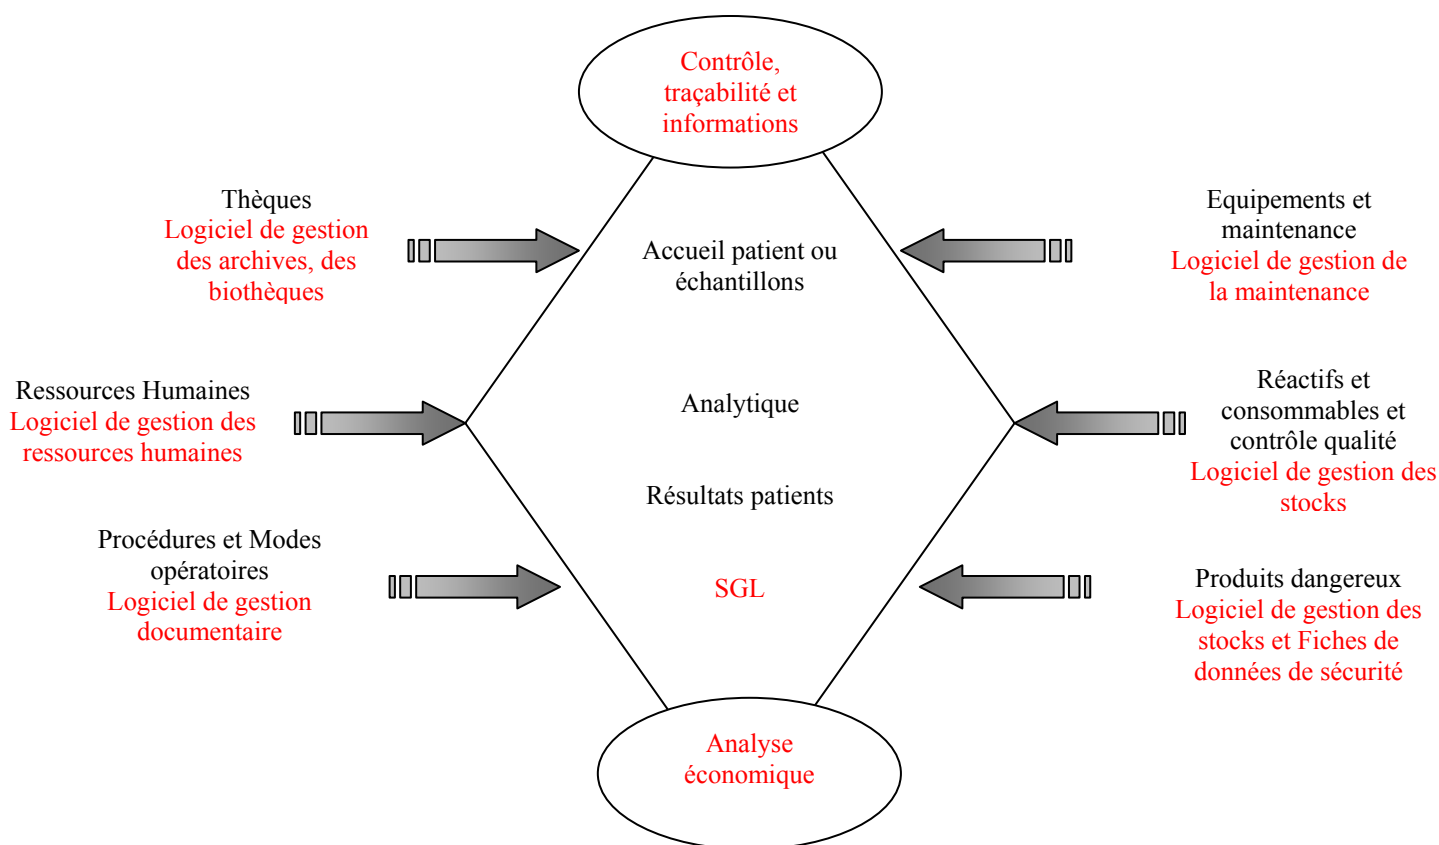 Contrôle,
traçabilité et
informations
Thèques
Logiciel de gestion
des archives, des
biothèques
Accueil patient ou
échantillons
Equipements et
maintenance
Logiciel de gestion de
la maintenance
Ressources Humaines
Logiciel de gestion des
ressources humaines
Analytique
Réactifs et
consommables et
contrôle qualité
Logiciel de gestion des
stocks
Résultats patients
Procédures et Modes
opératoires
Logiciel de gestion
documentaire
SGL
Produits dangereux
Logiciel de gestion des
stocks et Fiches de
données de sécurité
Analyse
économique